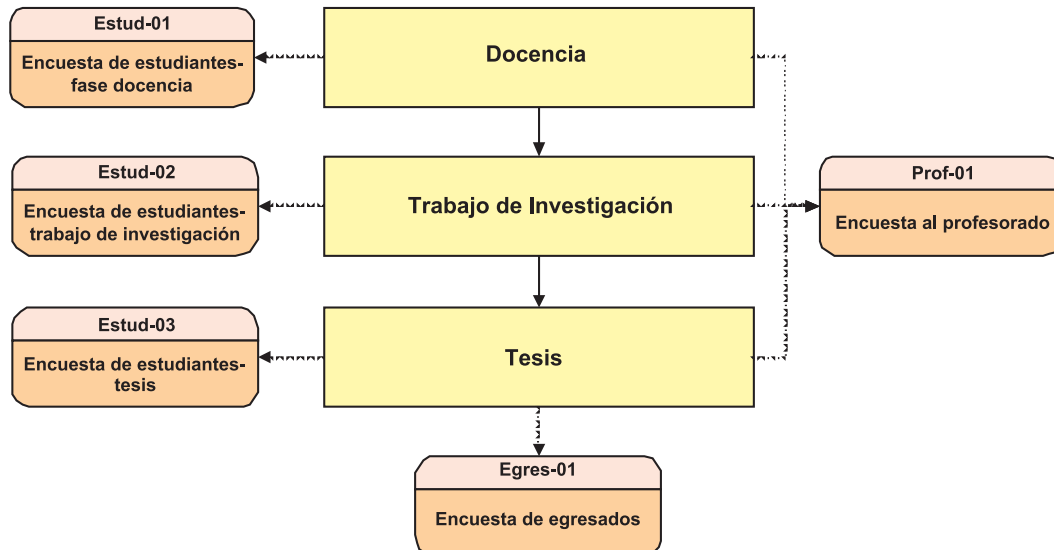 Estud-01
Encuesta de estudiantes-
fase docencia
Docencia
Estud-02
Encuesta de estudiantes-
trabajo de investigación
Trabajo de Investigación
Prof-01
Encuesta al profesorado
Estud-03
Encuesta de estudiantes-
tesis
Tesis
Egres-01
Encuesta de egresados